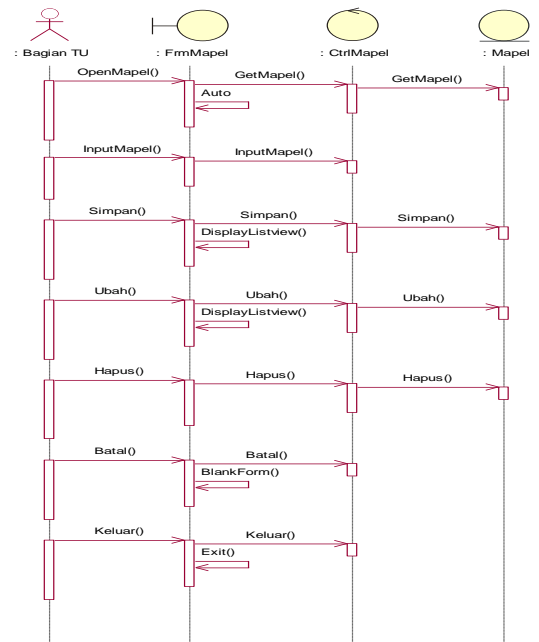 : Bagian TU
: FrmMapel
: CtrlMapel
: Mapel
OpenMapel()
GetMapel()
GetMapel()
Auto
InputMapel()
InputMapel()
Simpan()
Simpan()
Simpan()
DisplayListview()
Ubah()
Ubah()
Ubah()
DisplayListview()
Hapus()
Hapus()
Hapus()
Batal()
Batal()
BlankForm()
Keluar()
Keluar()
Exit()